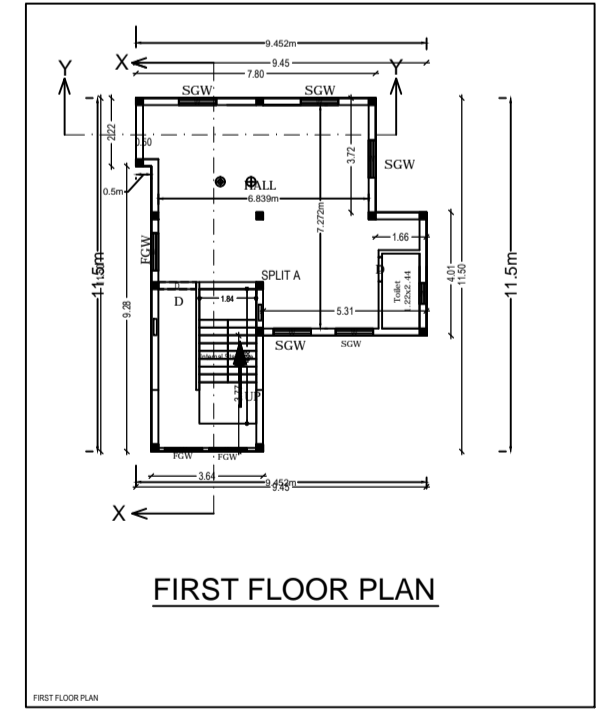 9.452m
X
9.45
Y
7.80
Y
SGW
SGW
2.22
0.50
3.72
SGW
0.5m
HALL
6.839m
7.272m
FGW
1.66
11.5m
11.50
4.01
11.5m
SPLIT A
D
D
D
1.84
Toilet
1.22x2.44
9.28
5.31
SGW
SGW
3.77
UP
FGW
FGW
3.64
9.452m
9.45
X
FIRST FLOOR PLAN
FIRST FLOOR PLAN